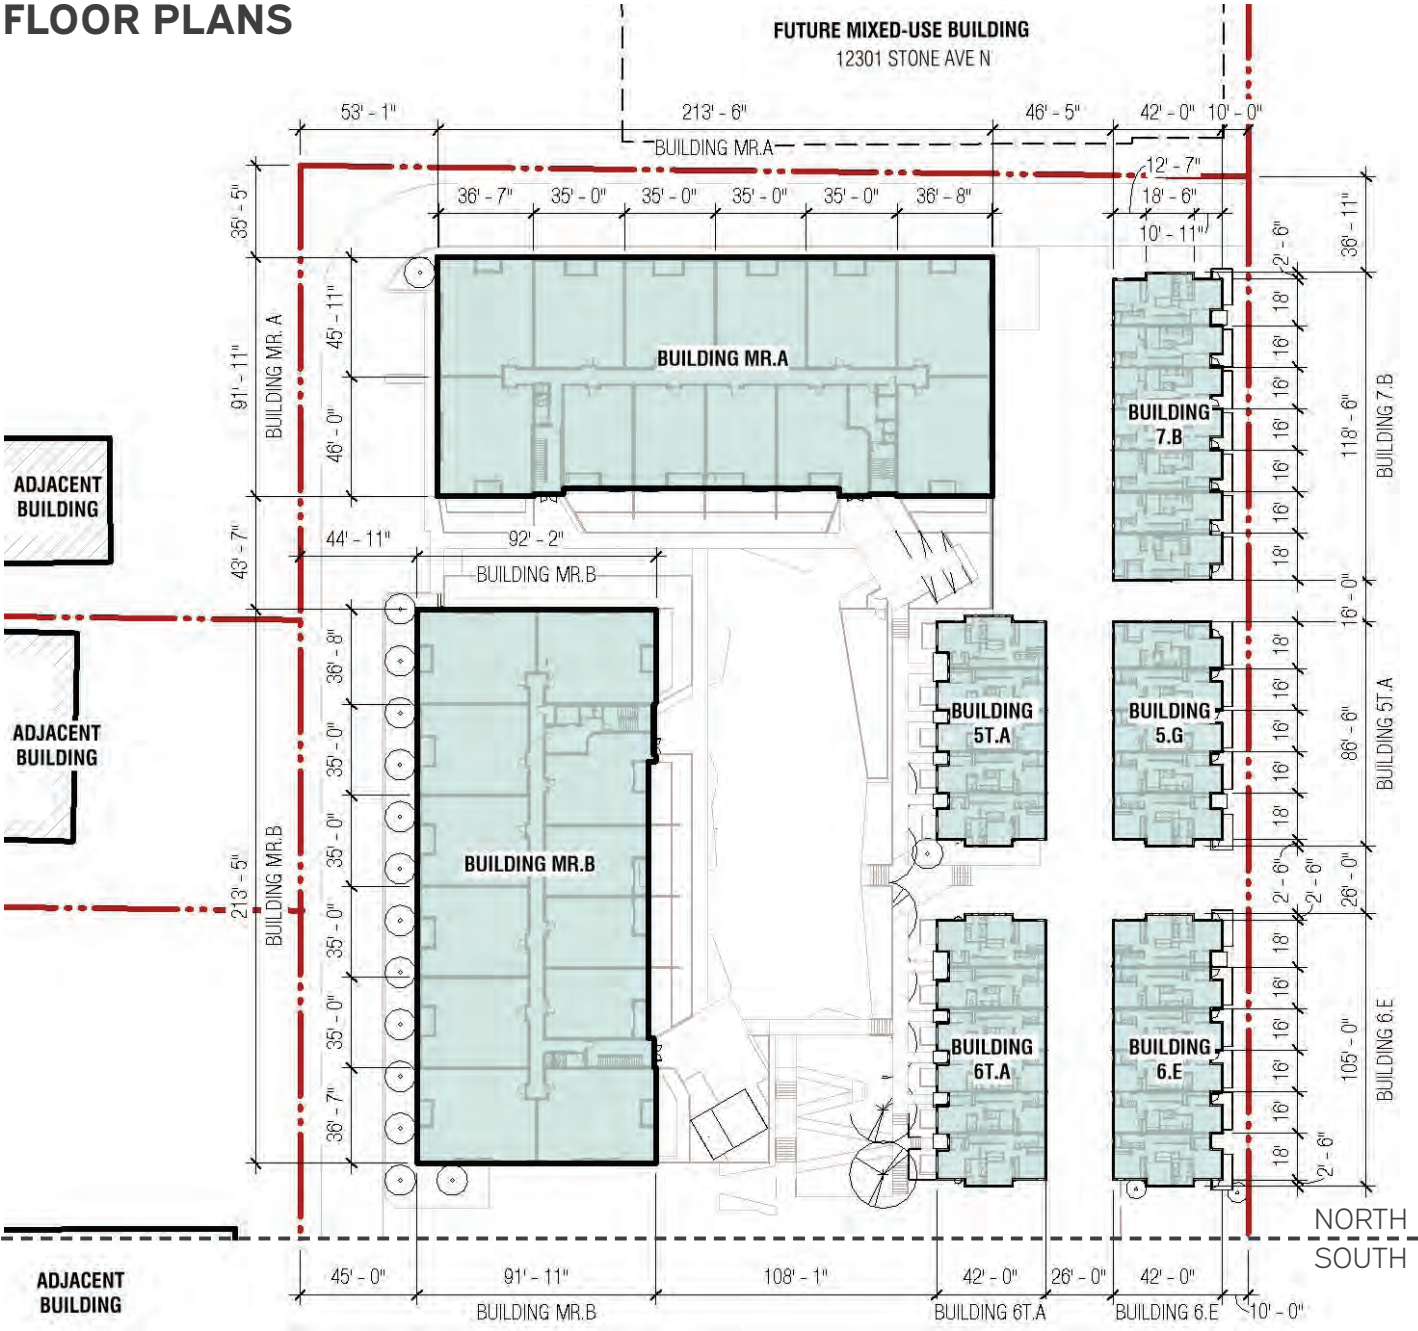 FLOOR PLANS
FUTURE MIXED-USE BUILDING
12301 STONE AVE N
53' - 1"
213' - 6"
46' - 5"
42' - 0"
10' - 0"
BUILDING MR.A
12' - 7"
36' - 7"
35' - 0"
35' - 0"
35' - 0"
35' - 0"
36' - 8"
18' - 6"
10' - 11"
35' - 5"
2' - 6"
36' - 11"
45' - 11"
91' - 11"
BUILDING MR. A
46' - 0"
BUILDING MR.A
18'
16'
16'
16'
16'
16'
18'
118' - 6"
BUILDING 7.B
BUILDING
7.B
ADJACENT
BUILDING
43' - 7"
44' - 11"
92' - 2"
BUILDING MR.B
16' - 0"
36' - 8"
35' - 0"
35' - 0"
35' - 0"
35' - 0"
36' - 7"
213' - 5"
BUILDING MR.B
ADJACENT
BUILDING
BUILDING
5T.A
BUILDING
5.G
18'
16'
16'
16'
18'
86' - 6"
BUILDING 5T.A
BUILDING MR.B
2' - 6"
2' - 6"
26' - 0"
18'
16'
16'
16'
16'
18'
105' - 0"
BUILDING 6.E
BUILDING
6T.A
BUILDING
6.E
2' - 6"
NORTH
SOUTH
ADJACENT
BUILDING
45' - 0"
91' - 11"
108' - 1"
42' - 0"
26' - 0"
42' - 0"
BUILDING MR.B
BUILDING 6T.A
BUILDING 6.E
10' - 0"